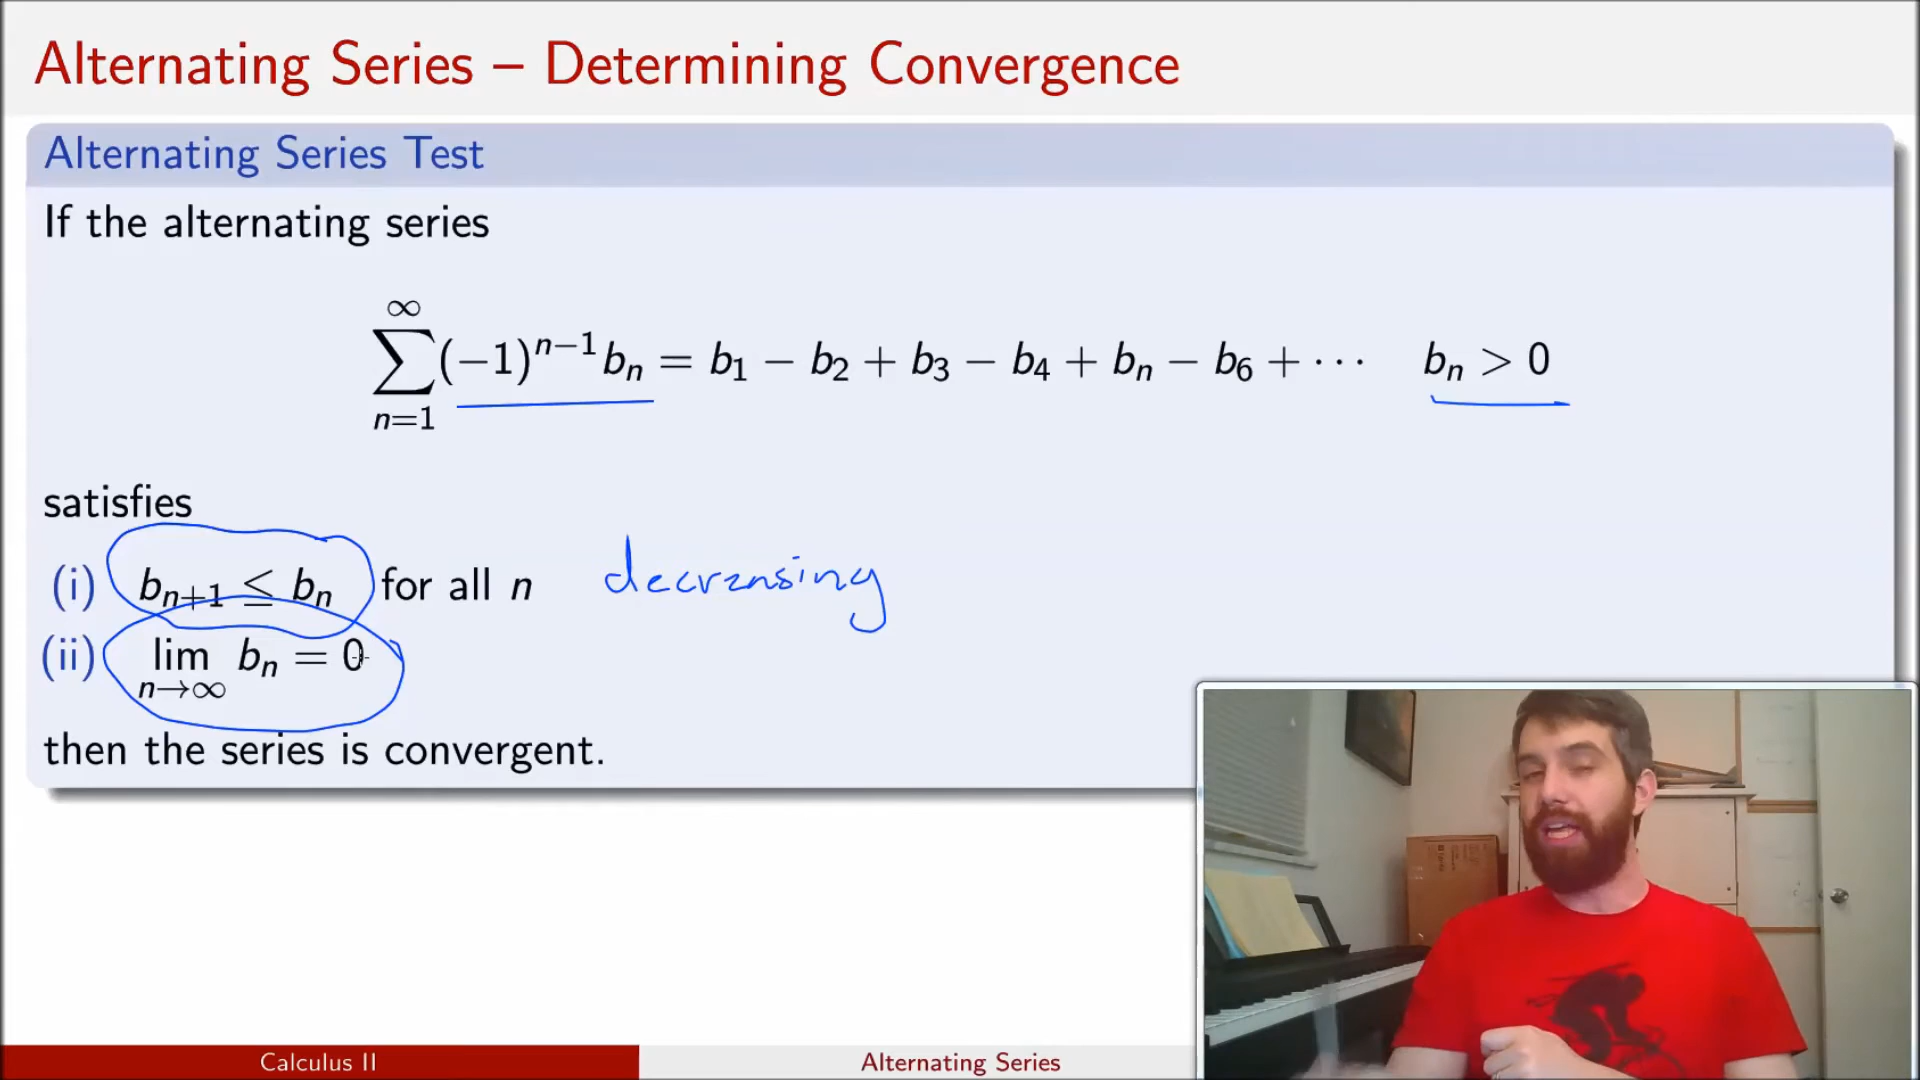 Alternating Series – Determining Convergence
Alternating Series Test
If the alternating series
∑_{n=1}^{∞} (−1)^{n−1} b_n = b_1 − b_2 + b_3 − b_4 + b_n − b_6 + ⋯   b_n > 0
satisfies
(i) b_{n+1} ≤ b_n for all n decreasing
(ii) lim_{n→∞} b_n = 0
then the series is convergent.
Calculus II
Alternating Series